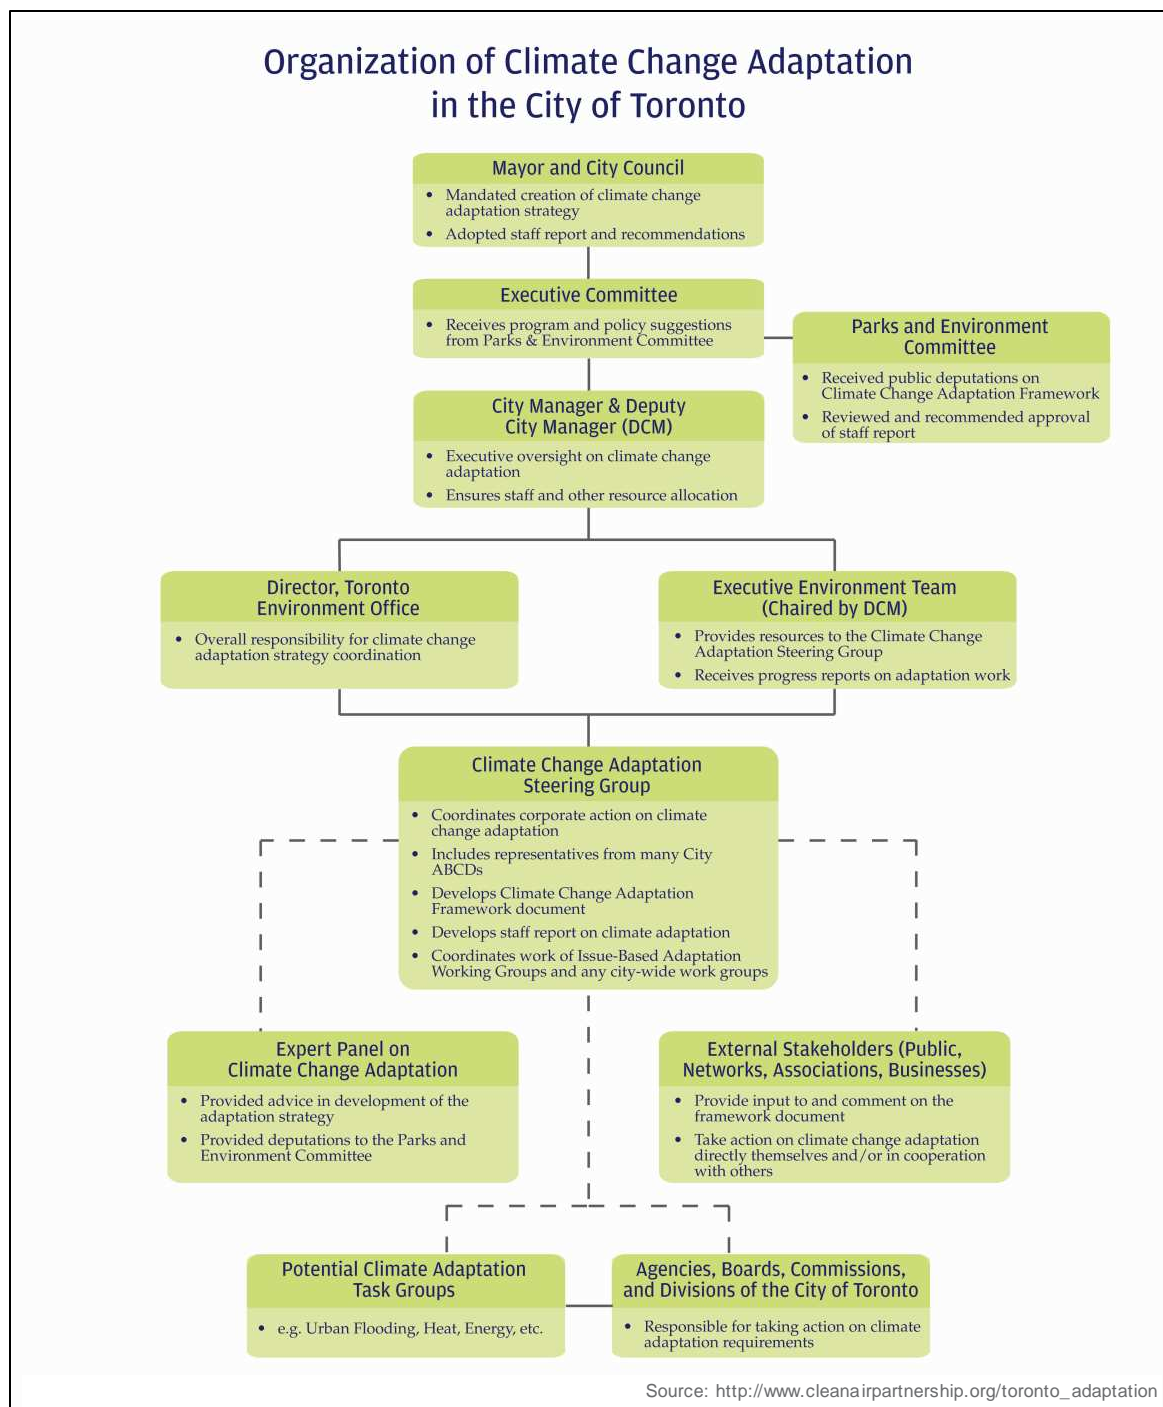 Organization of Climate Change Adaptation
in the City of Toronto
Mayor and City Council
• Mandated creation of climate change
adaptation strategy
• Adopted staff report and recommendations
Executive Committee
• Receives program and policy suggestions
from Parks & Environment Committee
Parks and Environment
Committee
• Received public deputations on
Climate Change Adaptation Framework
• Reviewed and recommended approval
of staff report
City Manager & Deputy
City Manager (DCM)
• Executive oversight on climate change
adaptation
• Ensures staff and other resource allocation
Director, Toronto
Environment Office
• Overall responsibility for climate change
adaptation strategy coordination
Executive Environment Team
(Chaired by DCM)
• Provides resources to the Climate Change
Adaptation Steering Group
• Receives progress reports on adaptation work
Climate Change Adaptation
Steering Group
• Coordinates corporate action on climate
change adaptation
• Includes representatives from many City
ABCDs
• Develops Climate Change Adaptation
Framework document
• Develops staff report on climate adaptation
• Coordinates work of Issue-Based Adaptation
Working Groups and any city-wide work groups
Expert Panel on
Climate Change Adaptation
• Provided advice in development of the
adaptation strategy
• Provided deputations to the Parks and
Environment Committee
External Stakeholders (Public,
Networks, Associations, Businesses)
• Provide input to and comment on the
framework document
• Take action on climate change adaptation
directly themselves and/or in cooperation
with others
Potential Climate Adaptation
Task Groups
• e.g. Urban Flooding, Heat, Energy, etc.
Agencies, Boards, Commissions,
and Divisions of the City of Toronto
• Responsible for taking action on climate
adaptation requirements
Source: http://www.cleanairpartnership.org/toronto_adaptation